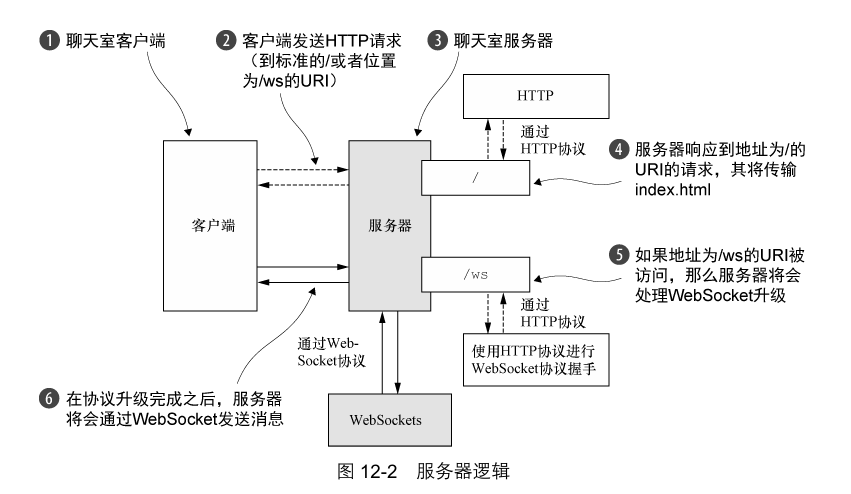 ❶ 聊天室客户端
❷ 客户端发送HTTP请求
（到标准的/或者位置
为/ws的URI）
❸ 聊天室服务器
HTTP
通过
HTTP协议
❹ 服务器响应到地址为/的
URI的请求，其将传输
index.html
/
客户端
服务器
❺ 如果地址为/ws的URI被
访问，那么服务器将会
处理WebSocket升级
/ws
通过
HTTP协议
通过Web-
Socket协议
使用HTTP协议进行
WebSocket协议握手
❻ 在协议升级完成之后，服务器
将会通过WebSocket发送消息
WebSockets
图 12-2 服务器逻辑